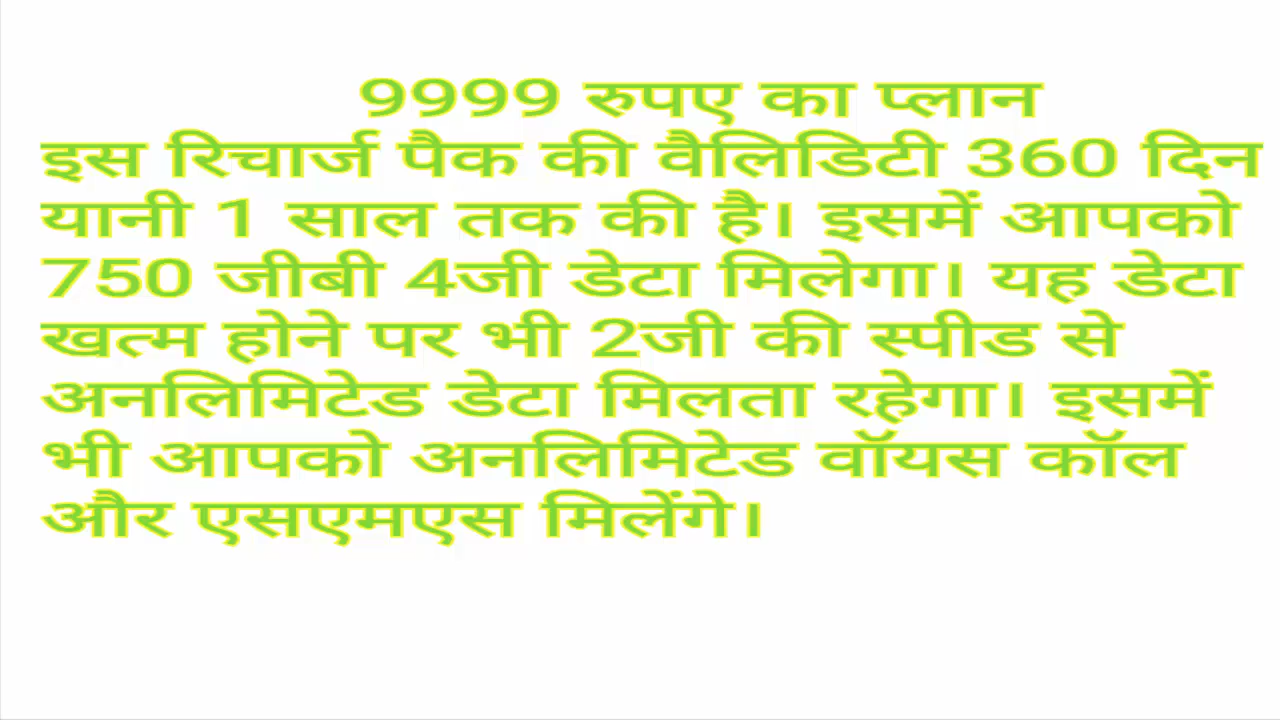 9999 रुपए का प्लान
इस रिचार्ज पैक की वैलिडिटी 360 दिन
यानी 1 साल तक की है। इसमें आपको
750 जीबी 4जी डेटा मिलेगा। यह डेटा
खत्म होने पर भी 2जी की स्पीड से
अनलिमिटेड डेटा मिलता रहेगा। इसमें
भी आपको अनलिमिटेड वॉयस कॉल
और एसएमएस मिलेंगे।